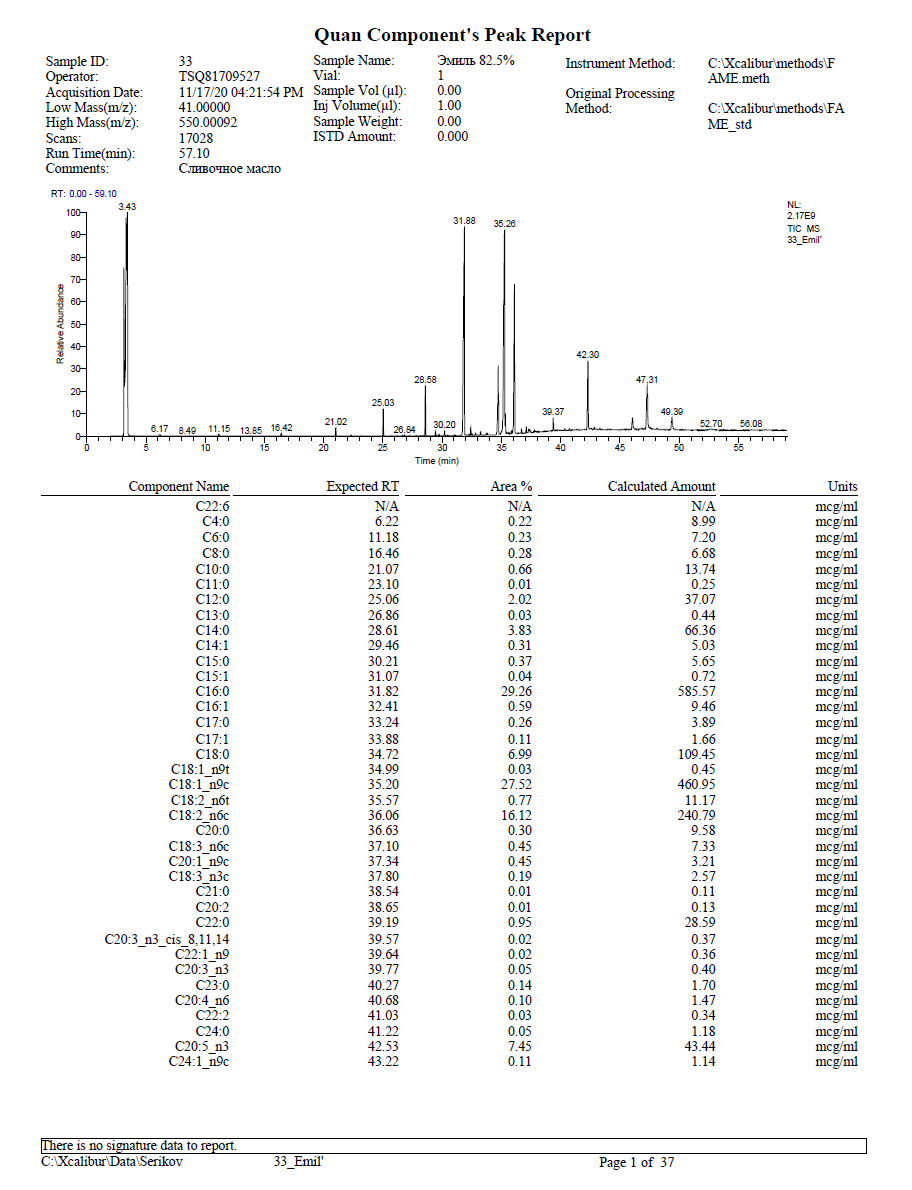 Quan Component's Peak Report
Sample ID: 33 Sample Name: Эмиль 82.5% Instrument Method: C:\Xcalibur\methods\F
Operator: TSQ81709527 Vial: 1 AME.meth
Acquisition Date: 11/17/20 04:21:54 PM Sample Vol (µl): 0.00 Original Processing
Low Mass(m/z): 41.00000 Inj Volume(µl): 1.00 Method: C:\Xcalibur\methods\FA
High Mass(m/z): 550.00092 Sample Weight: 0.00 ME_std
Scans: 17028 ISTD Amount: 0.000
Run Time(min): 57.10
Comments: Сливочное масло
RT: 0.00 - 59.10
NL:
2.17E9
TIC MS
33_Emil'
Relative Abundance
100
90
80
70
60
50
40
30
20
10
0
3.43
6.17
8.49
11.15
13.85
16.42
21.02
25.03
26.84
28.58
30.20
31.88
35.26
39.37
42.30
47.31
49.39
52.70
56.08
0 5 10 15 20 25 30 35 40 45 50 55
Time (min)
Component Name Expected RT Area % Calculated Amount Units
C22:6 N/A N/A N/A mcg/ml
C4:0 6.22 0.22 8.99 mcg/ml
C6:0 11.18 0.23 7.20 mcg/ml
C8:0 16.46 0.28 6.68 mcg/ml
C10:0 21.07 0.66 13.74 mcg/ml
C11:0 23.10 0.01 0.25 mcg/ml
C12:0 25.06 2.02 37.07 mcg/ml
C13:0 26.86 0.03 0.44 mcg/ml
C14:0 28.61 3.83 66.36 mcg/ml
C14:1 29.46 0.31 5.03 mcg/ml
C15:0 30.21 0.37 5.65 mcg/ml
C15:1 31.07 0.04 0.72 mcg/ml
C16:0 31.82 29.26 585.57 mcg/ml
C16:1 32.41 0.59 9.46 mcg/ml
C17:0 33.24 0.26 3.89 mcg/ml
C17:1 33.88 0.11 1.66 mcg/ml
C18:0 34.72 6.99 109.45 mcg/ml
C18:1_n9t 34.99 0.03 0.45 mcg/ml
C18:1_n9c 35.20 27.52 460.95 mcg/ml
C18:2_n6t 35.57 0.77 11.17 mcg/ml
C18:2_n6c 36.06 16.12 240.79 mcg/ml
C20:0 36.63 0.30 9.58 mcg/ml
C18:3_n6c 37.10 0.45 7.33 mcg/ml
C20:1_n9c 37.34 0.45 3.21 mcg/ml
C18:3_n3c 37.80 0.19 2.57 mcg/ml
C21:0 38.54 0.01 0.11 mcg/ml
C20:2 38.65 0.01 0.13 mcg/ml
C22:0 39.19 0.95 28.59 mcg/ml
C20:3_n3_cis_8,11,14 39.57 0.02 0.37 mcg/ml
C22:1_n9 39.64 0.02 0.36 mcg/ml
C20:3_n3 39.77 0.05 0.40 mcg/ml
C23:0 40.27 0.14 1.70 mcg/ml
C20:4_n6 40.68 0.10 1.47 mcg/ml
C22:2 41.03 0.03 0.34 mcg/ml
C24:0 41.22 0.05 1.18 mcg/ml
C20:5_n3 42.53 7.45 43.44 mcg/ml
C24:1_n9c 43.22 0.11 1.14 mcg/ml
There is no signature data to report.
C:\Xcalibur\Data\Serikov 33_Emil' Page 1 of 37